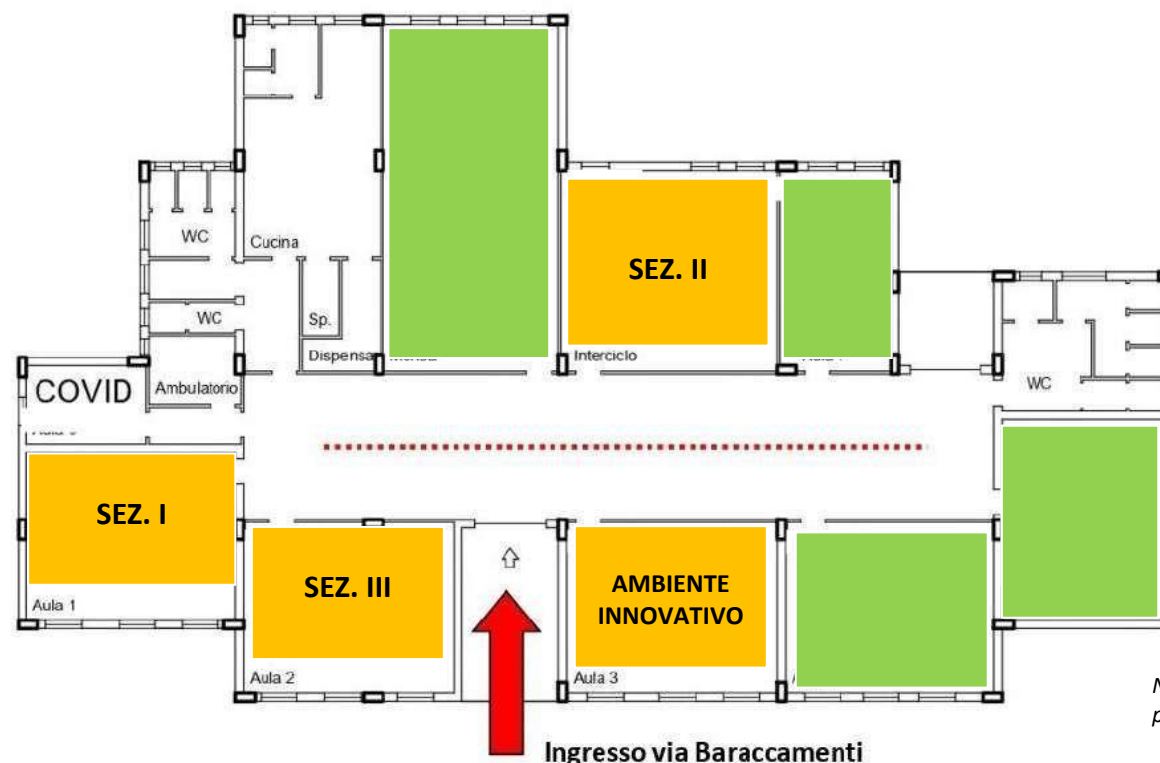 WC
Cucina
SEZ. II
WC
Sp.
Dispensa
Interciclo
COVID
Ambulatorio
WC
SEZ. I
SEZ. III
AMBIENTE
INNOVATIVO
Aula 1
Aula 2
Aula 3
Ingresso via Baraccamenti